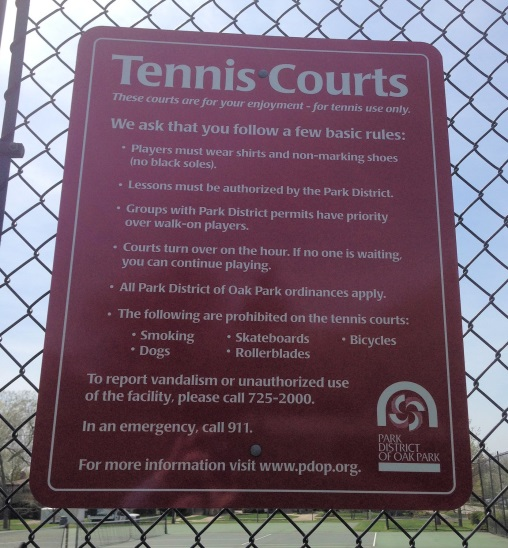 Tennis Courts
These courts are for your enjoyment - for tennis use only.
We ask that you follow a few basic rules:
• Players must wear shirts and non-marking shoes
(no black soles).
• Lessons must be authorized by the Park District.
• Groups with Park District permits have priority
over walk-on players.
• Courts turn over on the hour. If no one is waiting,
you can continue playing.
• All Park District of Oak Park ordinances apply.
• The following are prohibited on the tennis courts:
• Smoking • Skateboards • Bicycles
• Dogs • Rollerblades
To report vandalism or unauthorized use
of the facility, please call 725-2000.
In an emergency, call 911.
For more information visit www.pdop.org.
PARK
DISTRICT
OF OAK PARK